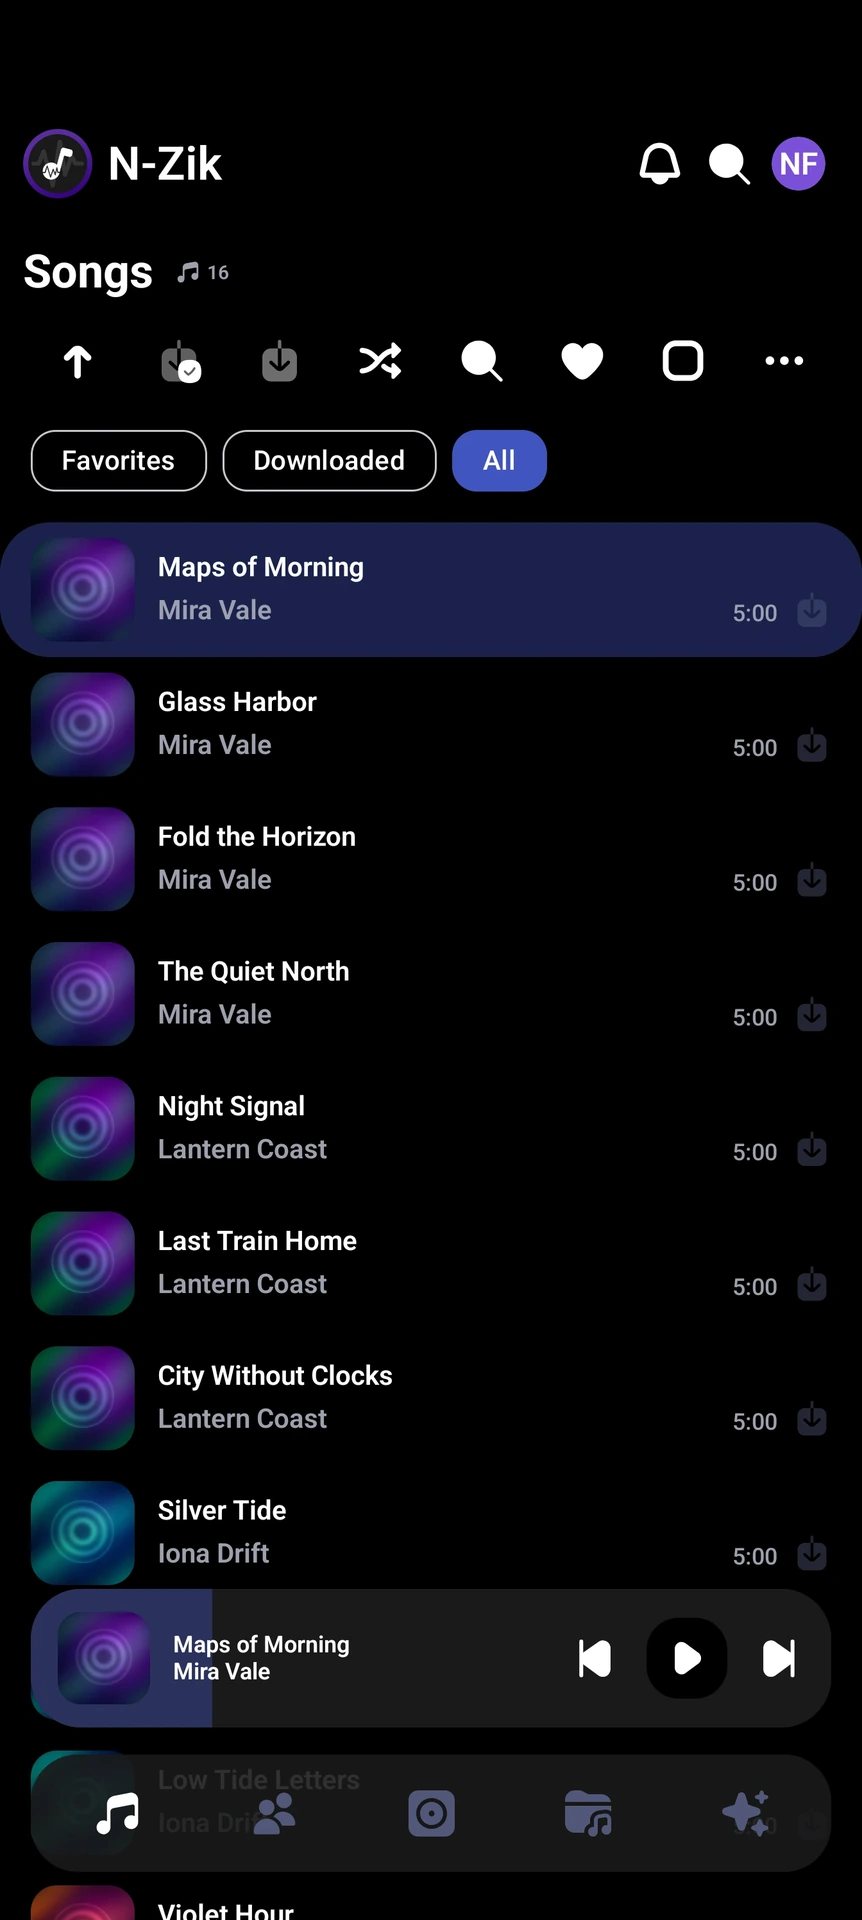 N-Zik
NF
Songs
16
Favorites
Downloaded
All
Maps of Morning
Mira Vale
5:00
Glass Harbor
Mira Vale
5:00
Fold the Horizon
Mira Vale
5:00
The Quiet North
Mira Vale
5:00
Night Signal
Lantern Coast
5:00
Last Train Home
Lantern Coast
5:00
City Without Clocks
Lantern Coast
5:00
Silver Tide
Iona Drift
5:00
Maps of Morning
Mira Vale
Low Tide Letters
Iona
Violet Hour